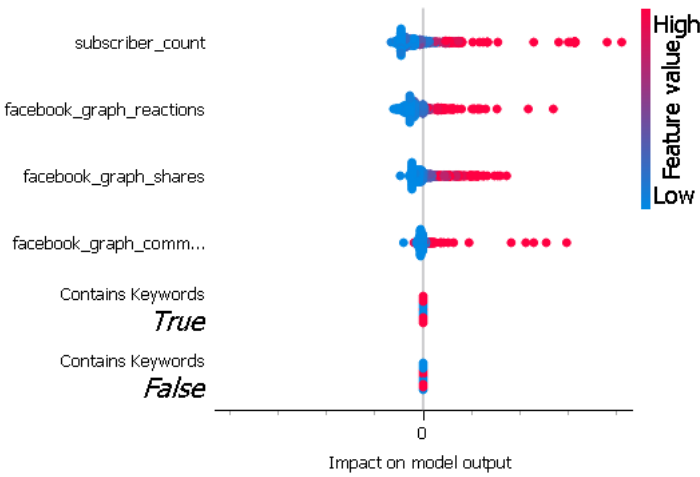 subscriber_count
facebook_graph_reactions
facebook_graph_shares
facebook_graph_comm...
Contains Keywords
True
Contains Keywords
False
0
Impact on model output
High
Feature value
Low